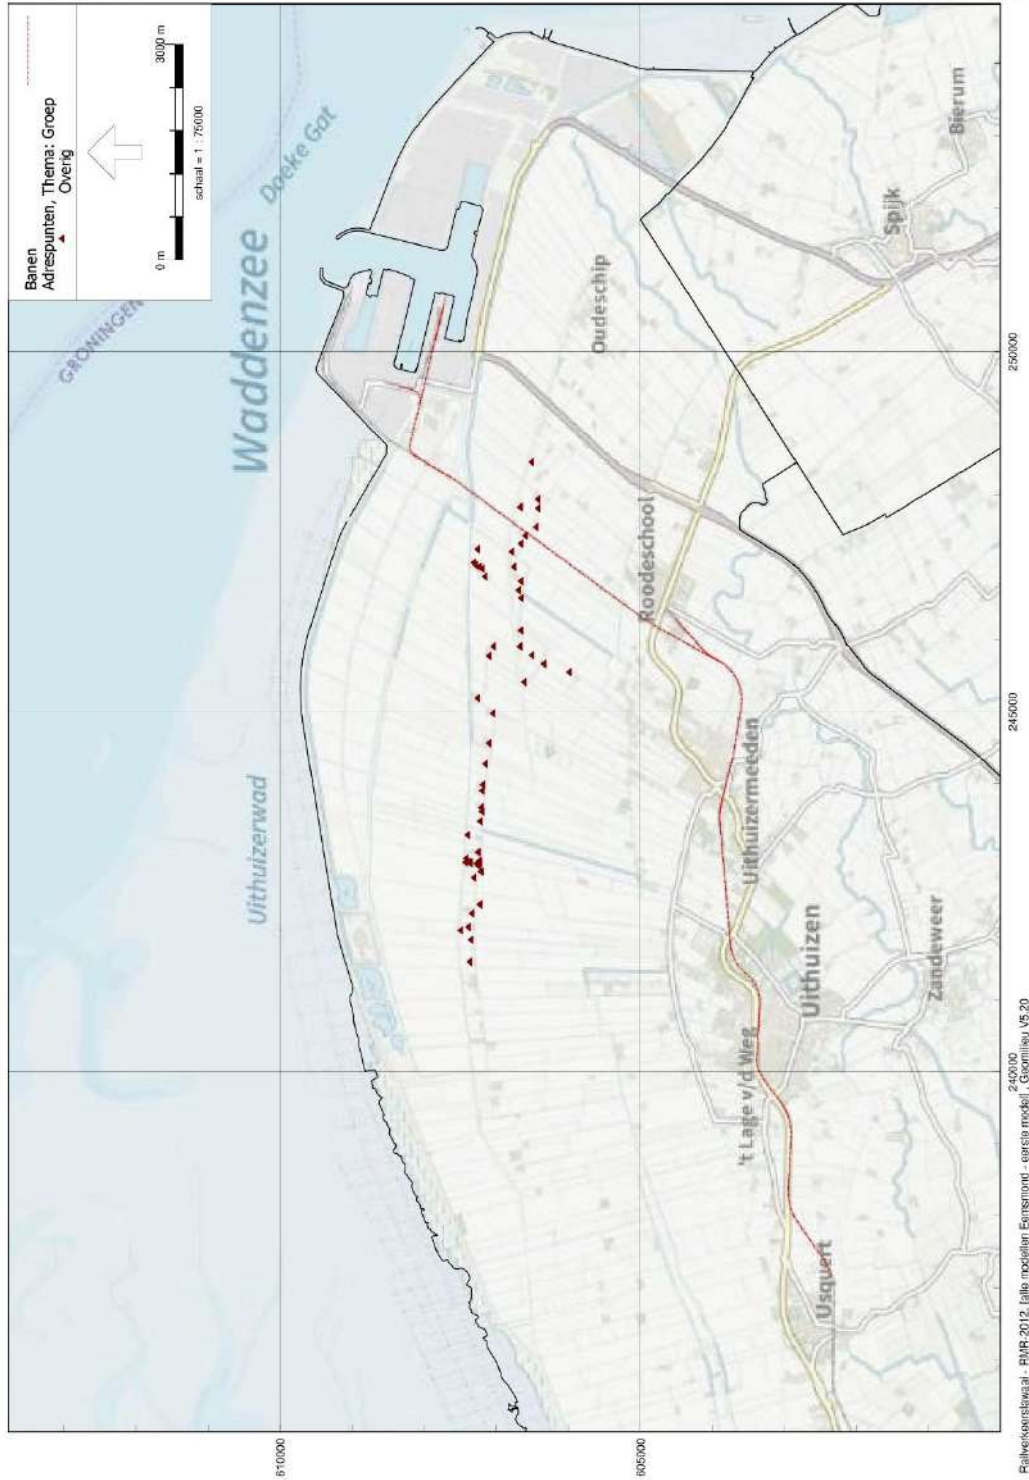 Banen
Adrespunten, Thema: Groep
Overig
0 m
3000 m
schaal = 1 : 75000
GRONINGEN
Doeke Gat
Waddenzee
Uithuizerwad
Oudeschip
Bierum
Spijk
Roodeschool
Uithuizermeeden
Uithuizen
't Lage v/d Weg
Zandeweer
Usquert
610000
605000
240000
245000
250000
Railverkeerslawaai - RMR-2012, [alle modellen Eemsmond - eerste model] , Geomilieu V5.20